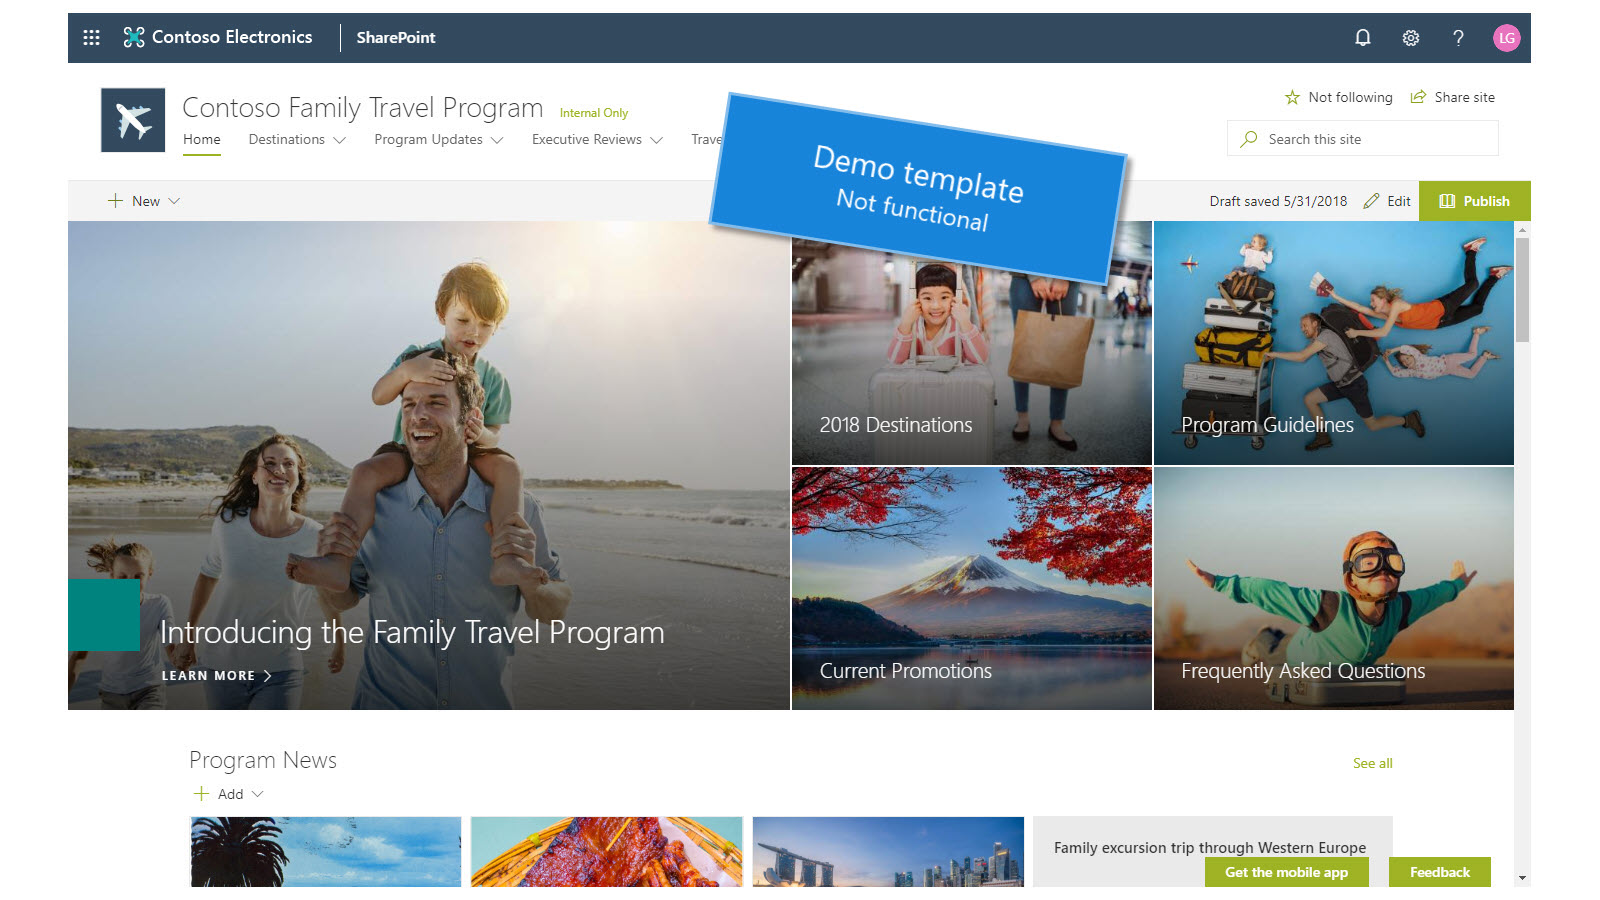 Contoso Electronics
SharePoint
LG
Contoso Family Travel Program
Internal Only
Not following
Share site
Home
Destinations
Program Updates
Executive Reviews
Search this site
Demo template
Not functional
New
Draft saved 5/31/2018
Edit
Publish
2018 Destinations
Program Guidelines
Introducing the Family Travel Program
LEARN MORE
Current Promotions
Frequently Asked Questions
Program News
See all
Add
Family excursion trip through Western Europe
Get the mobile app
Feedback